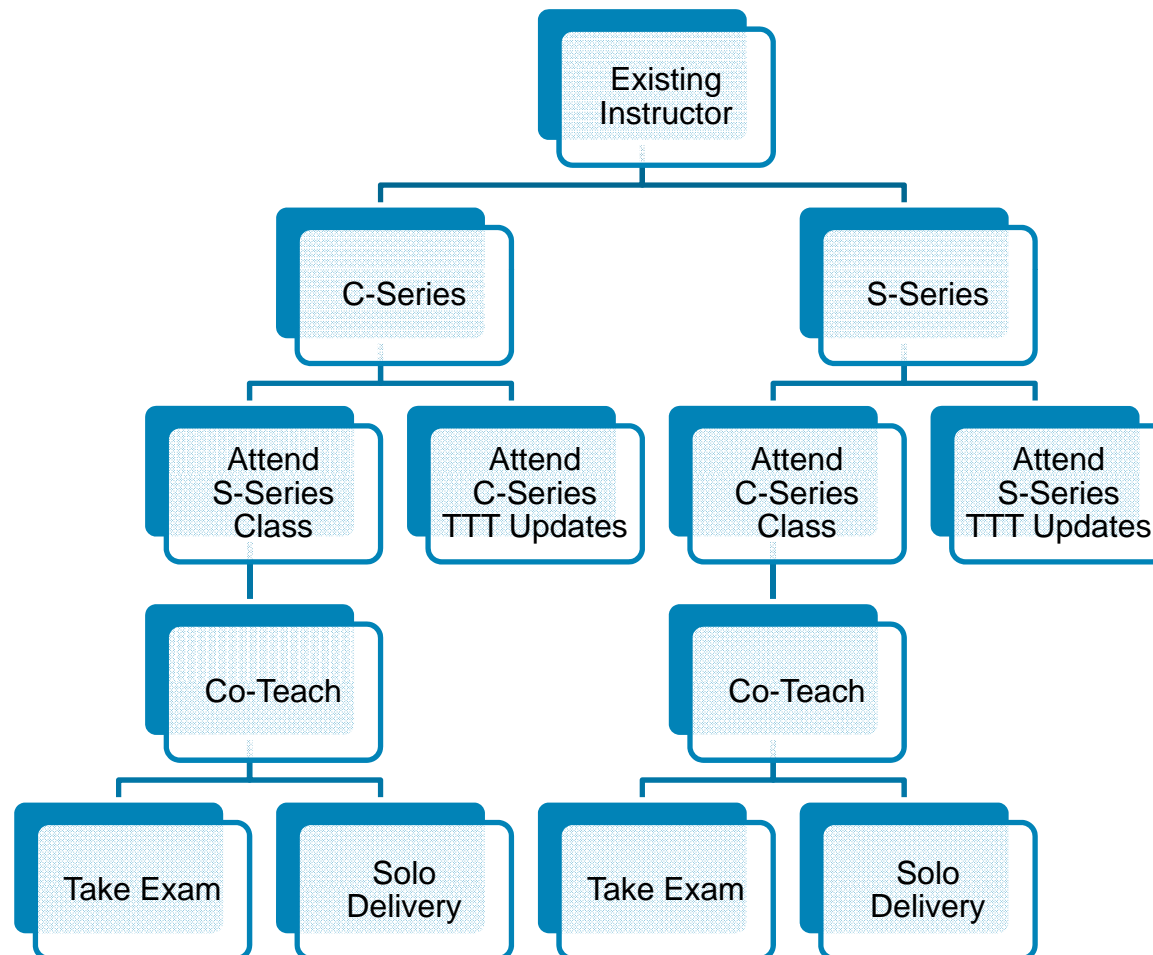 Existing
Instructor
C-Series
S-Series
Attend
S-Series
Class
Attend
C-Series
TTT Updates
Attend
C-Series
Class
Attend
S-Series
TTT Updates
Co-Teach
Co-Teach
Take Exam
Solo
Delivery
Take Exam
Solo
Delivery